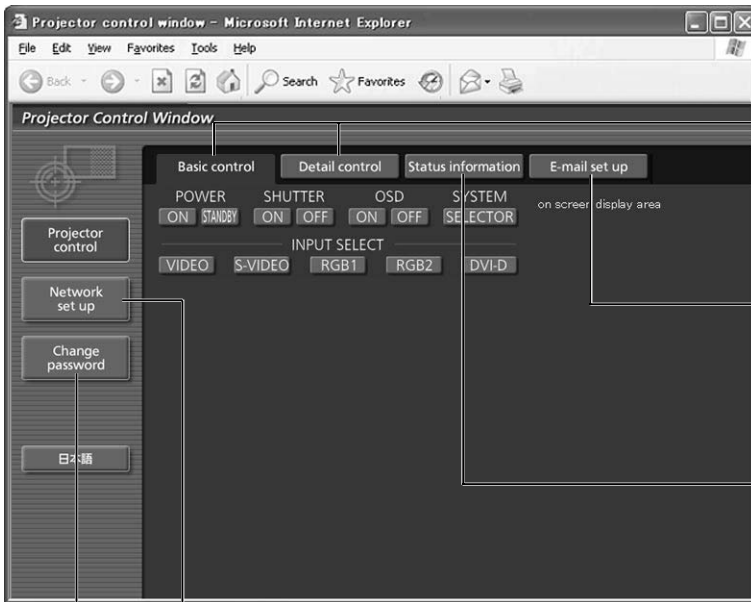 Projector control window - Microsoft Internet Explorer
File Edit View Favorites Tools Help
Back Search Favorites
Projector Control Window
Basic control Detail control Status information E-mail set up
POWER SHUTTER OSD SYSTEM
ON STANDBY ON OFF ON OFF SELECTOR
on screen display area
INPUT SELECT
VIDEO S-VIDEO RGB1 RGB2 DVI-D
Projector
control
Network
set up
Change
password
日本語